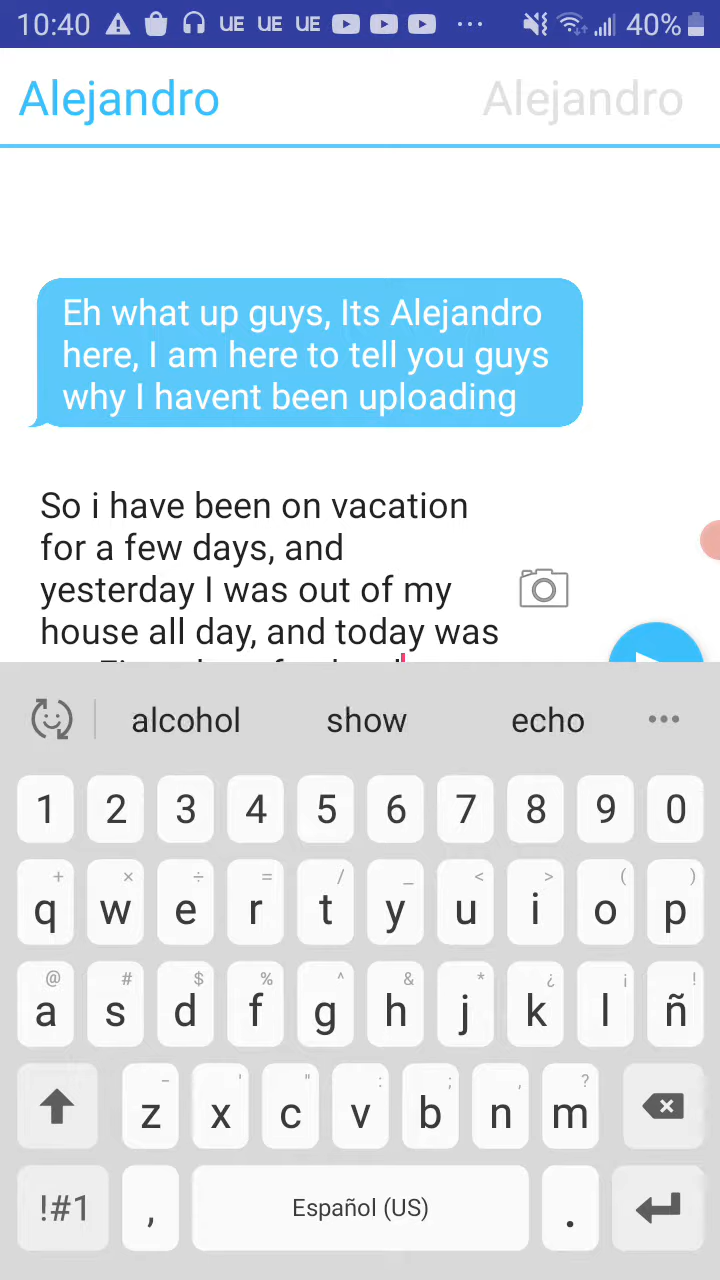 10:40 UE UE UE 40%
Alejandro Alejandro
Eh what up guys, Its Alejandro
here, I am here to tell you guys
why I havent been uploading
So i have been on vacation
for a few days, and
yesterday I was out of my
house all day, and today was
alcohol show echo
1 2 3 4 5 6 7 8 9 0
+ × ÷ = / _ < > ( )
q w e r t y u i o p
@ # $ % ^ & * ¿ ¡ !
a s d f g h j k l ñ
- ' " : ; , ?
z x c v b n m
!#1 , Español (US) .